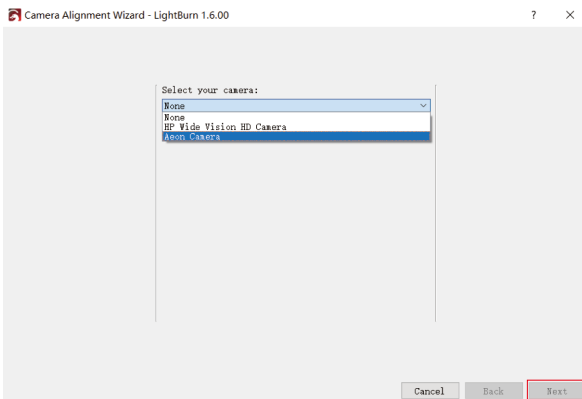 Camera Alignment Wizard - LightBurn 1.6.00
Select your camera:
None
None
HP Wide Vision HD Camera
Aeon Camera
Cancel Back Next